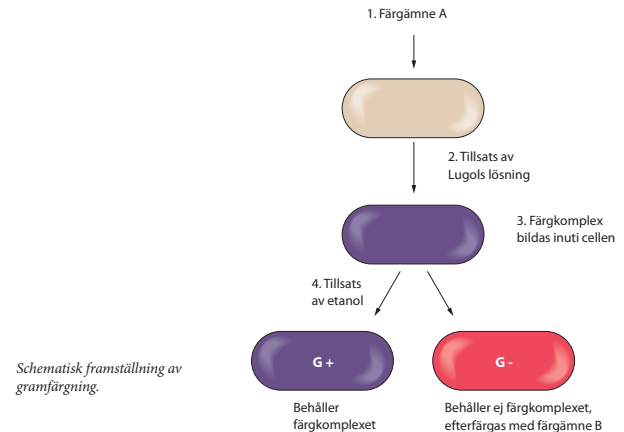 1. Färgämne A
2. Tillsats av
Lugols lösning
3. Färgkomplex
bildas inuti cellen
4. Tillsats
av etanol
G +
G -
Schematisk framställning av
gramfärgning.
Behåller
färgkomplexet
Behåller ej färgkomplexet,
efterfärgas med färgämne B